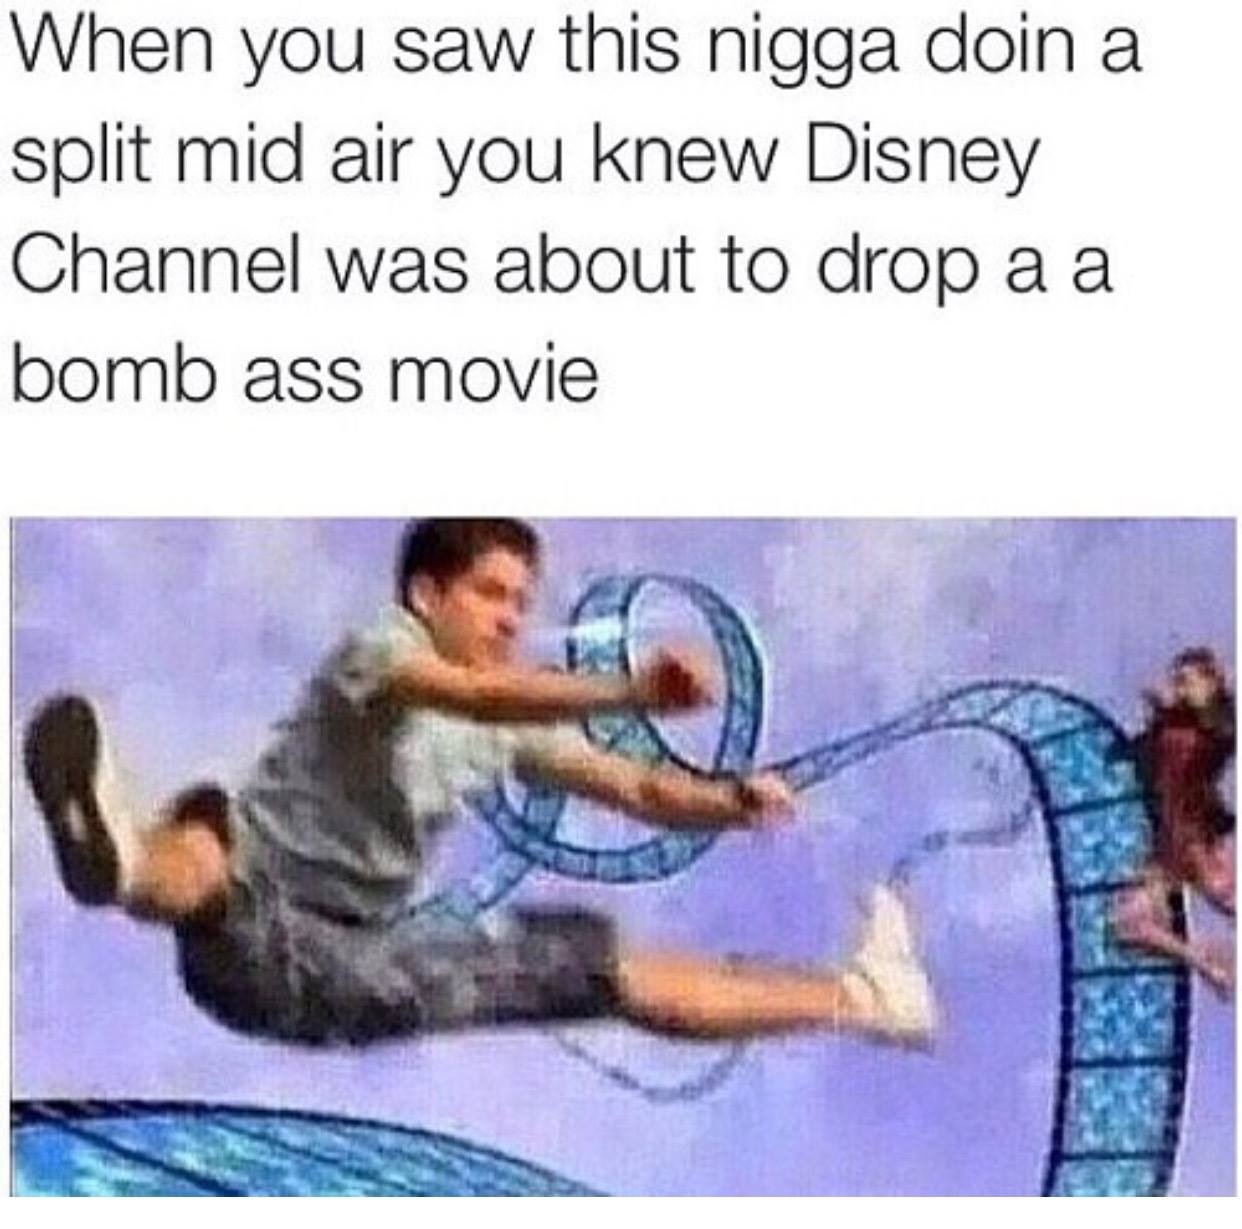 When you saw this nigga doin a
split mid air you knew Disney
Channel was about to drop a a
bomb ass movie